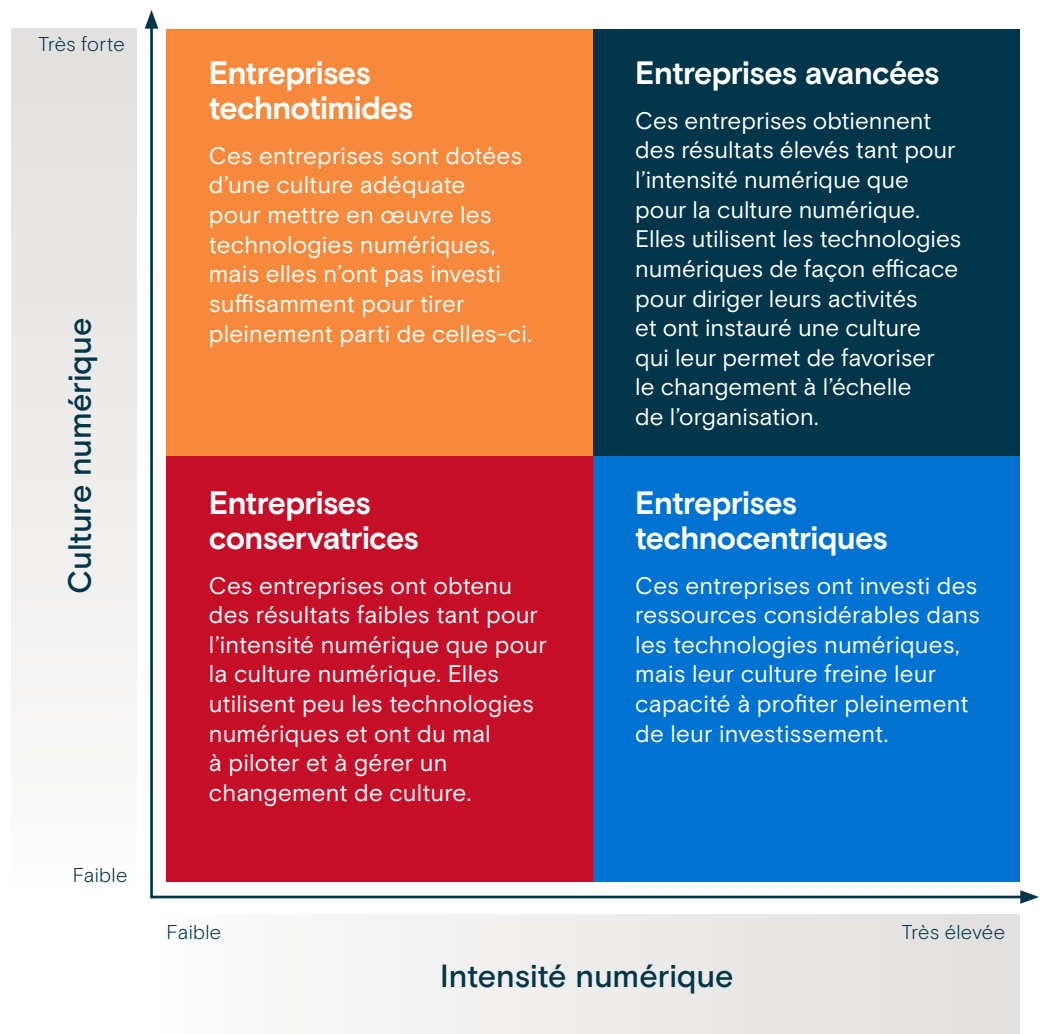 Très forte
Culture numérique
Faible
Entreprises
technotimides
Ces entreprises sont dotées
d’une culture adéquate
pour mettre en œuvre les
technologies numériques,
mais elles n’ont pas investi
suffisamment pour tirer
pleinement parti de celles-ci.
Entreprises avancées
Ces entreprises obtiennent
des résultats élevés tant pour
l’intensité numérique que
pour la culture numérique.
Elles utilisent les technologies
numériques de façon efficace
pour diriger leurs activités
et ont instauré une culture
qui leur permet de favoriser
le changement à l’échelle
de l’organisation.
Entreprises
conservatrices
Ces entreprises ont obtenu
des résultats faibles tant pour
l’intensité numérique que pour
la culture numérique. Elles
utilisent peu les technologies
numériques et ont du mal
à piloter et à gérer un
changement de culture.
Entreprises
technocentriques
Ces entreprises ont investi des
ressources considérables dans
les technologies numériques,
mais leur culture freine leur
capacité à profiter pleinement
de leur investissement.
Faible
Très élevée
Intensité numérique